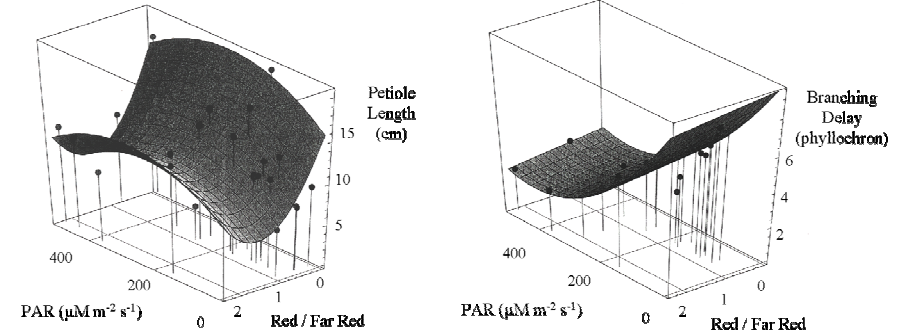 Petiole
Length
(cm)
15
10
5
0
1
2
400
200
0
PAR (μM m-2 s-1)
Red / Far Red
Branching
Delay
(phyllochron)
6
4
2
0
1
2
400
200
0
PAR (μM m-2 s-1)
Red / Far Red